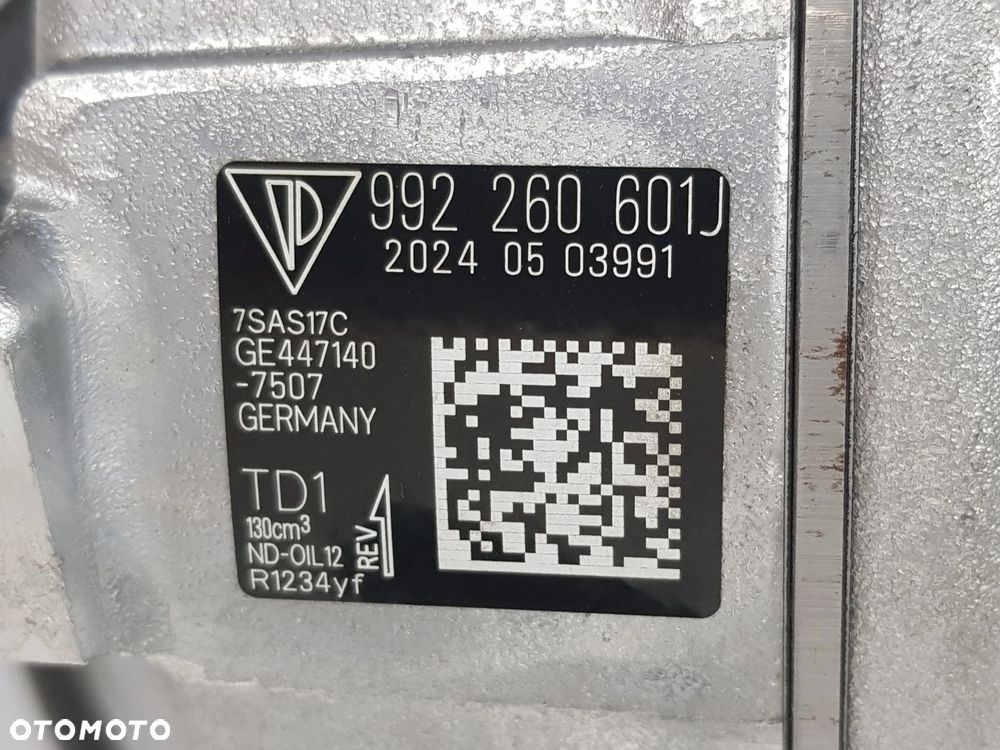 992 260 601J
2024 05 03991
7SAS17C
GE447140
-7507
GERMANY
TD1
130cm³
ND-OIL12
R1234yf
REV
OTOMOTO